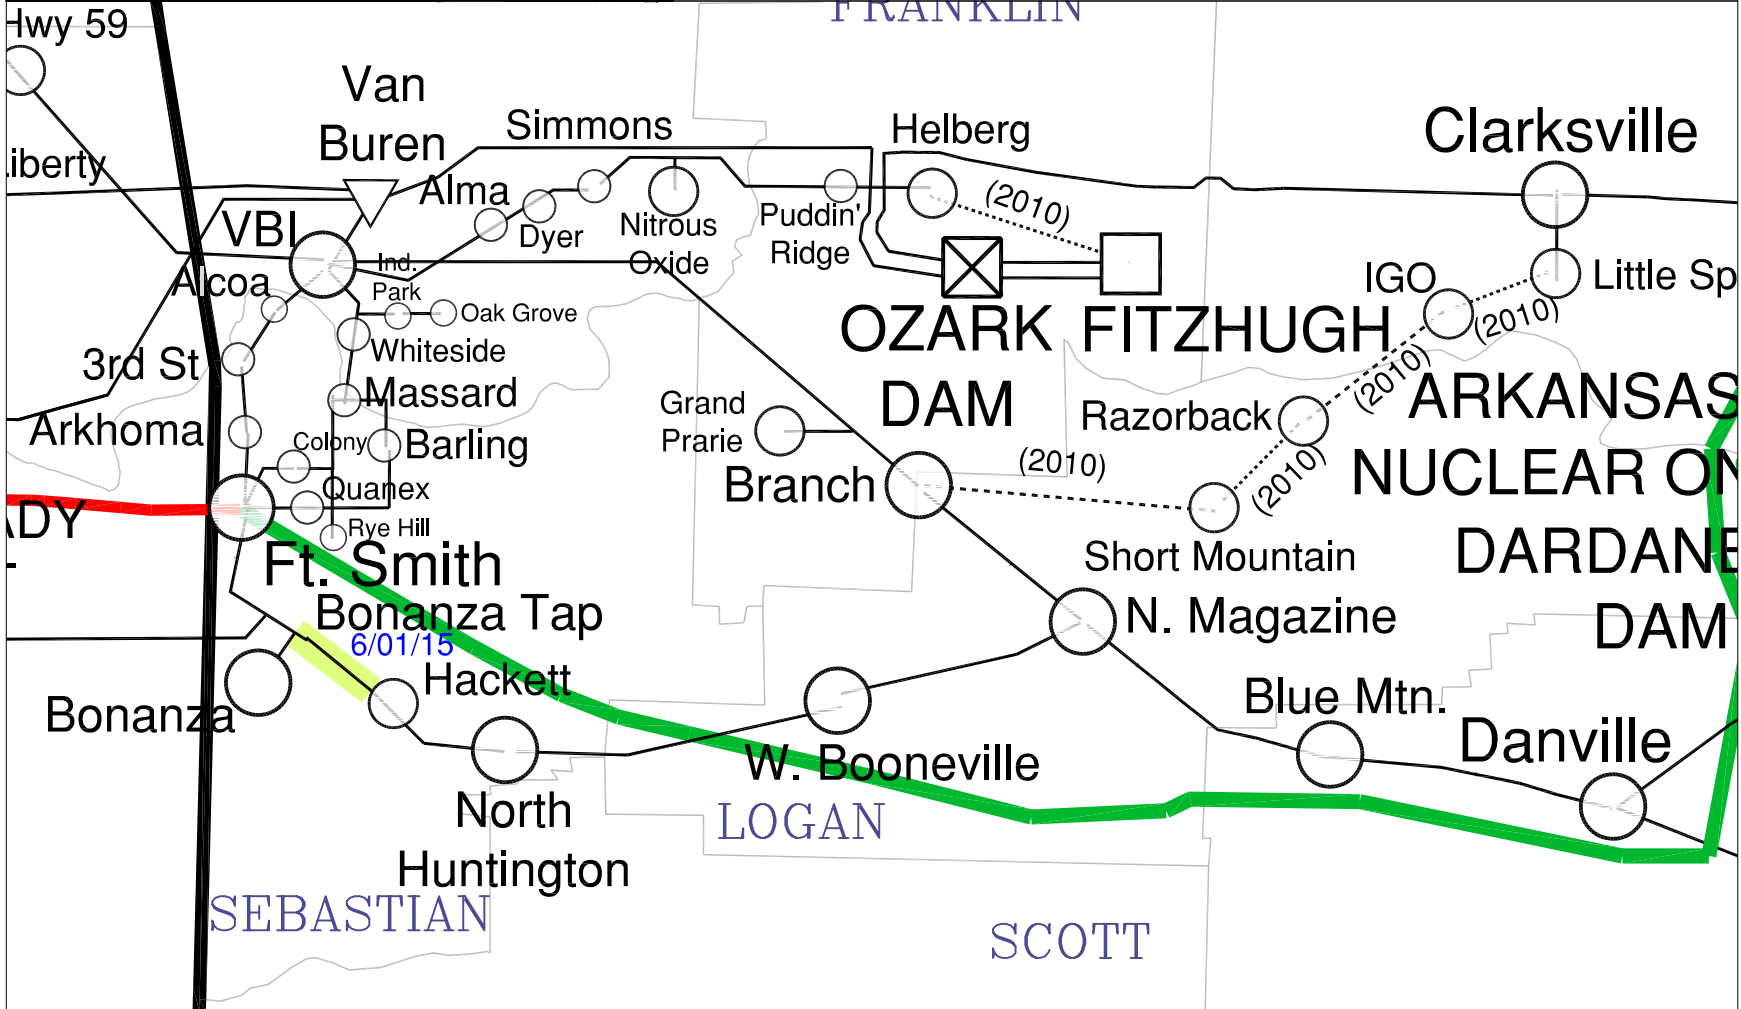 FRANKLIN
Hwy 59
Van
Buren
Simmons
Helberg
Clarksville
Liberty
Alma
(2010)
VBI
Dyer
Nitrous
Oxide
Puddin'
Ridge
Ind.
Park
Alcoa
Oak Grove
IGO
Little Sp
(2010)
OZARK
DAM
FITZHUGH
Whiteside
3rd St
Massard
(2010)
ARKANSAS
NUCLEAR ON
Grand
Prarie
Razorback
Arkhoma
Colony
Barling
Branch
(2010)
(2010)
Quanex
Rye Hill
ADY
Ft. Smith
Short Mountain
DARDANE
DAM
Bonanza Tap
6/01/15
N. Magazine
Hackett
Bonanza
Blue Mtn.
Danville
W. Booneville
North
Huntington
LOGAN
SEBASTIAN
SCOTT